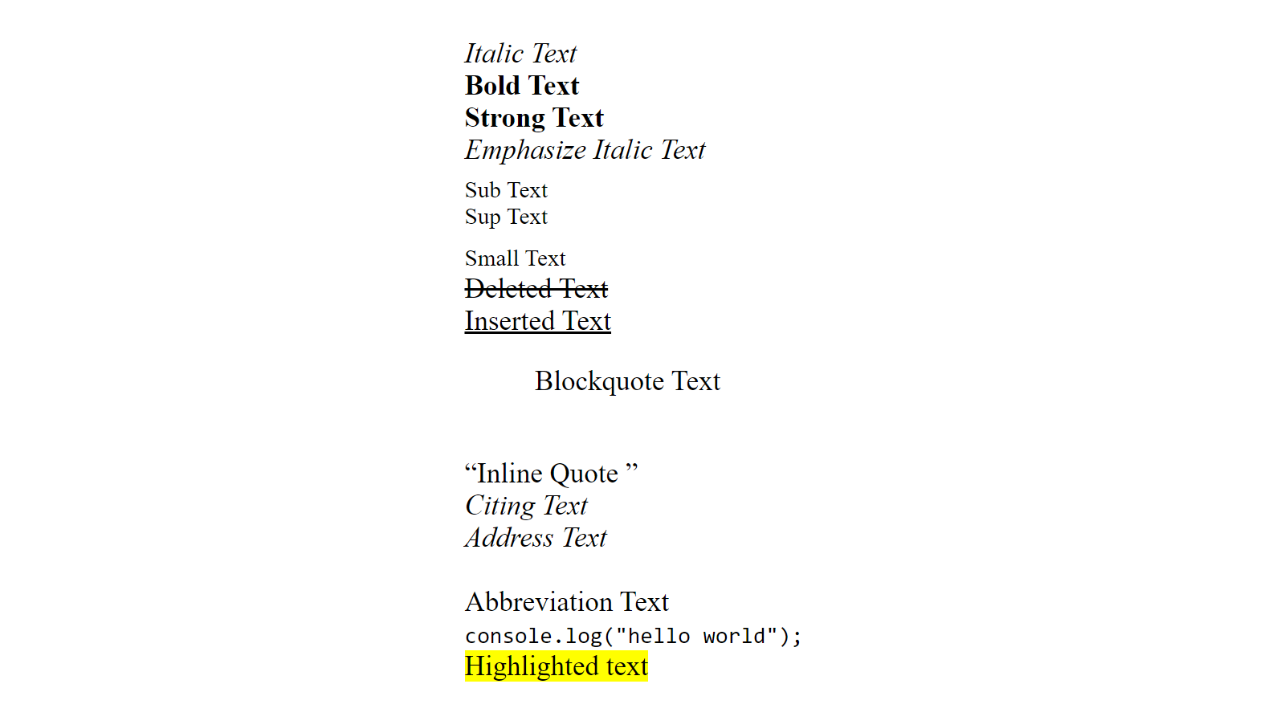 Italic Text
Bold Text
Strong Text
Emphasize Italic Text
Sub Text
Sup Text
Small Text
Deleted Text
Inserted Text
Blockquote Text
“Inline Quote ”
Citing Text
Address Text
Abbreviation Text
console.log("hello world");
Highlighted text